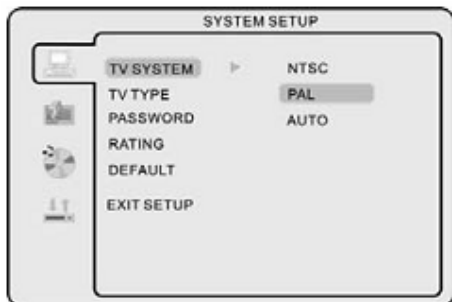 SYSTEM SETUP
TV SYSTEM NTSC
TV TYPE PAL
PASSWORD AUTO
RATING
DEFAULT
EXIT SETUP